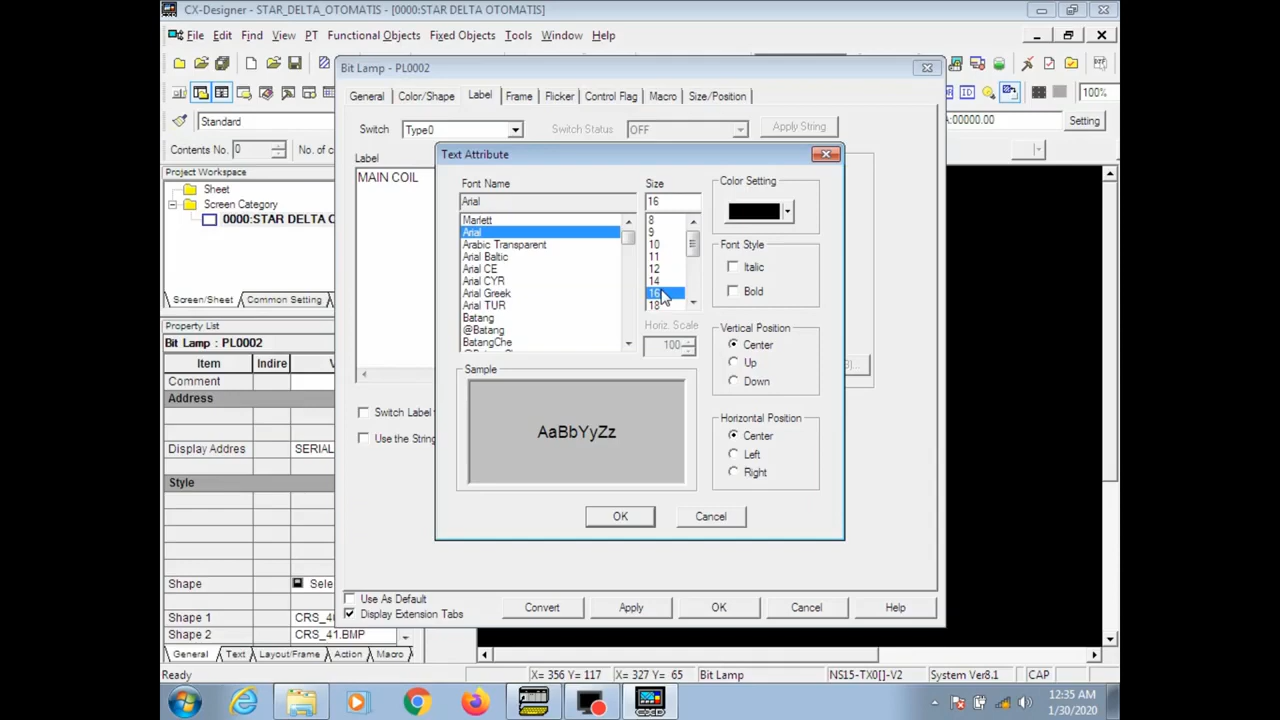 CX-Designer - STAR_DELTA_OTOMATIS - [0000:STAR DELTA OTOMATIS]
File Edit Find View PT Functional Objects Fixed Objects Tools Window Help
Bit Lamp - PL0002
General Color/Shape Label Frame Flicker Control Flag Macro Size/Position
100%
Standard
Switch Type0 Switch Status OFF Apply String
:00000.00 Setting
Contents No. 0 No. of c
Label
MAIN COIL
Project Workspace
Sheet
Screen Category
0000:STAR DELTA O
Screen/Sheet Common Setting
Text Attribute
Font Name
Arial
Marlett
Arial
Arabic Transparent
Arial Baltic
Arial CE
Arial CYR
Arial Greek
Arial TUR
Batang
@Batang
BatangChe
Size
16
8
9
10
11
12
14
16
18
Horiz. Scale
100
Color Setting
Font Style
Italic
Bold
Vertical Position
Center
Up
Down
Horizontal Position
Center
Left
Right
Sample
AaBbYyZz
OK Cancel
Switch Label
Use the String
Property List
Bit Lamp : PL0002
Item Indire V
Comment
Address
Display Addres SERIAL
Style
Shape Sele
Shape 1 CRS_4
Shape 2 CRS_41.BMP
General Text Layout/Frame Action Macro
Use As Default
Display Extension Tabs
Convert Apply OK Cancel Help
Ready X= 356 Y= 117 X= 327 Y= 65 Bit Lamp NS15-TX0[]-V2 System Ver8.1 CAP
12:35 AM
1/30/2020